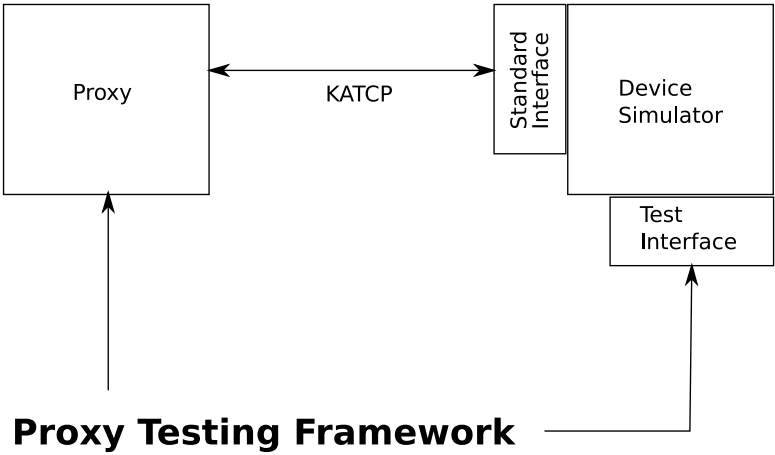 Proxy
KATCP
Standard
Interface
Device
Simulator
Test
Interface
Proxy Testing Framework